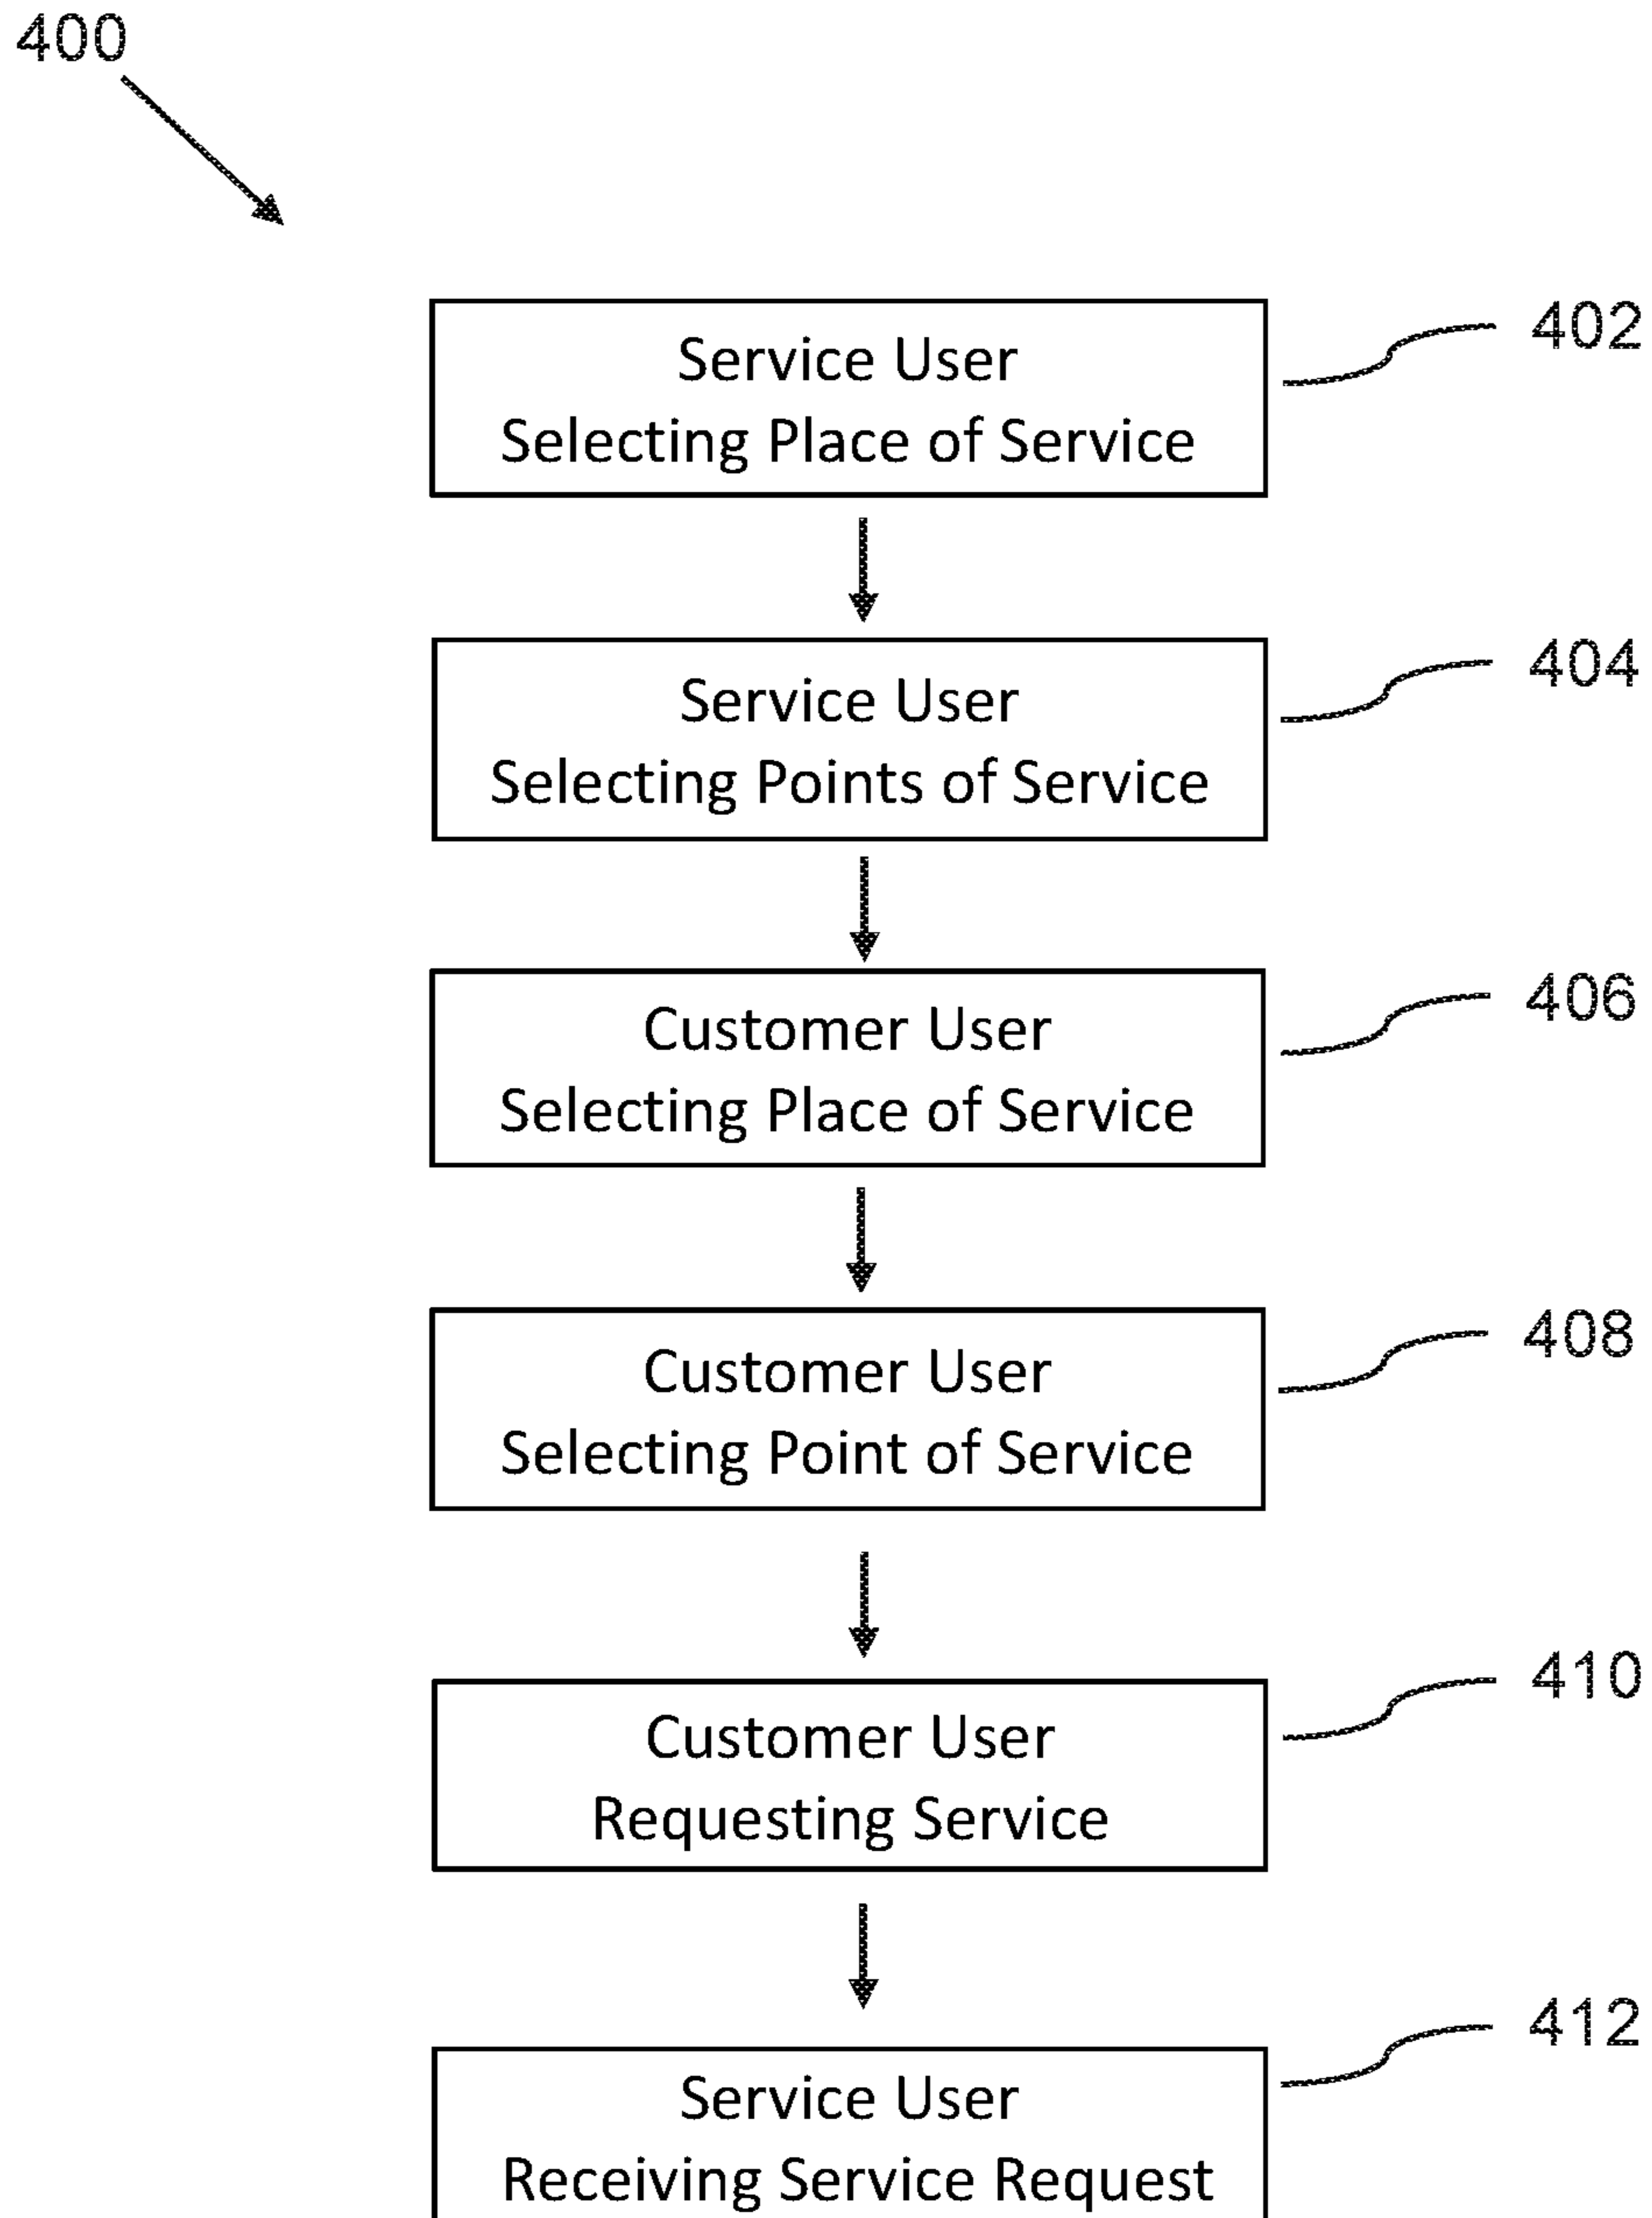 400
Service User
Selecting Place of Service
402
Service User
Selecting Points of Service
404
Customer User
Selecting Place of Service
406
Customer User
Selecting Point of Service
408
Customer User
Requesting Service
410
Service User
Receiving Service Request
412